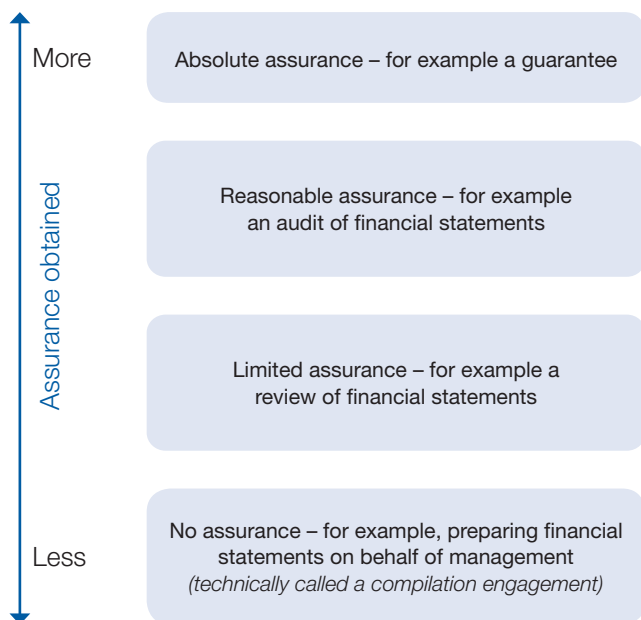 More
Absolute assurance – for example a guarantee
Reasonable assurance – for example
an audit of financial statements
Assurance obtained
Limited assurance – for example a
review of financial statements
Less
No assurance – for example, preparing financial
statements on behalf of management
(technically called a compilation engagement)